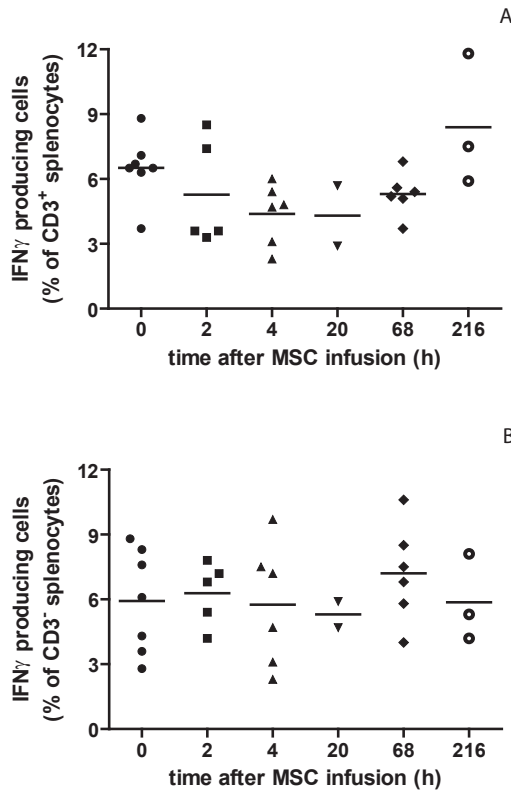 A
IFNγ producing cells
(% of CD3+ splenocytes)
12
9
6
3
0
0 2 4 20 68 216
time after MSC infusion (h)
B
IFNγ producing cells
(% of CD3- splenocytes)
12
9
6
3
0
0 2 4 20 68 216
time after MSC infusion (h)